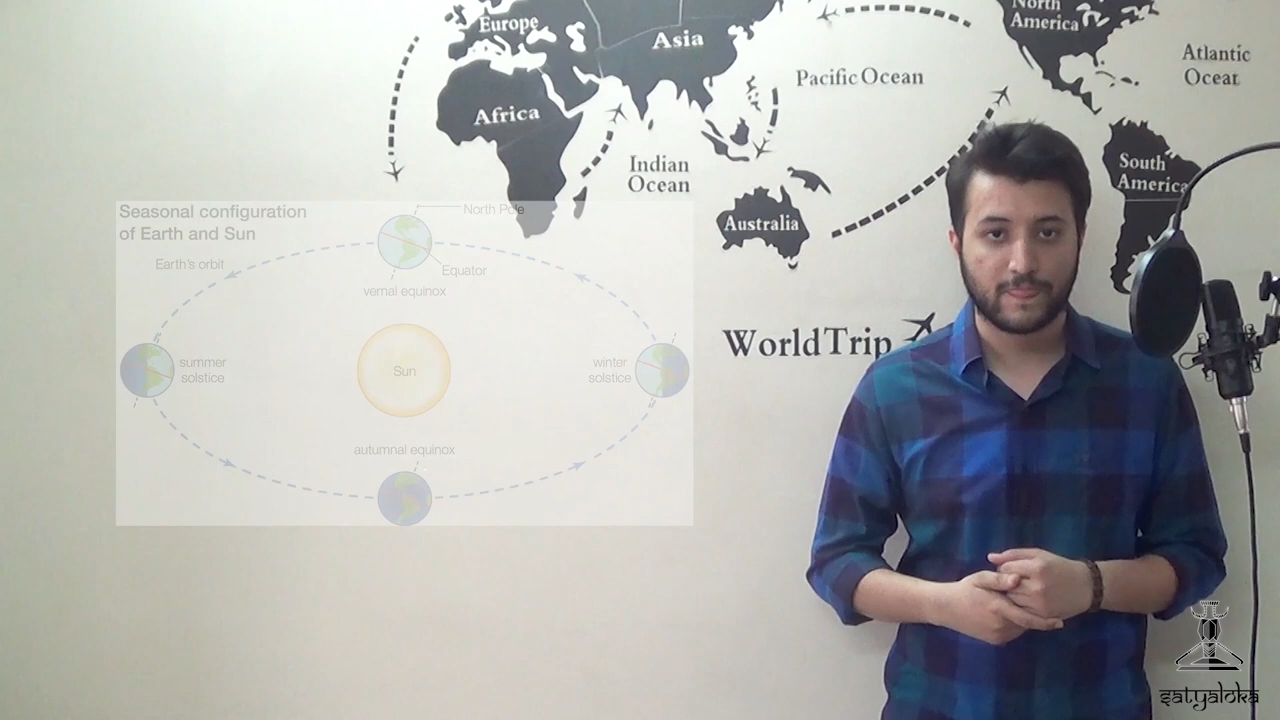 Europe
Asia
Africa
Indian
Ocean
Australia
Pacific Ocean
North
America
Atlantic
Oceat
South
America
WorldTrip
Seasonal configuration
of Earth and Sun
North Pole
Earth's orbit
Equator
vernal equinox
summer
solstice
Sun
winter
solstice
autumnal equinox
satyaloka